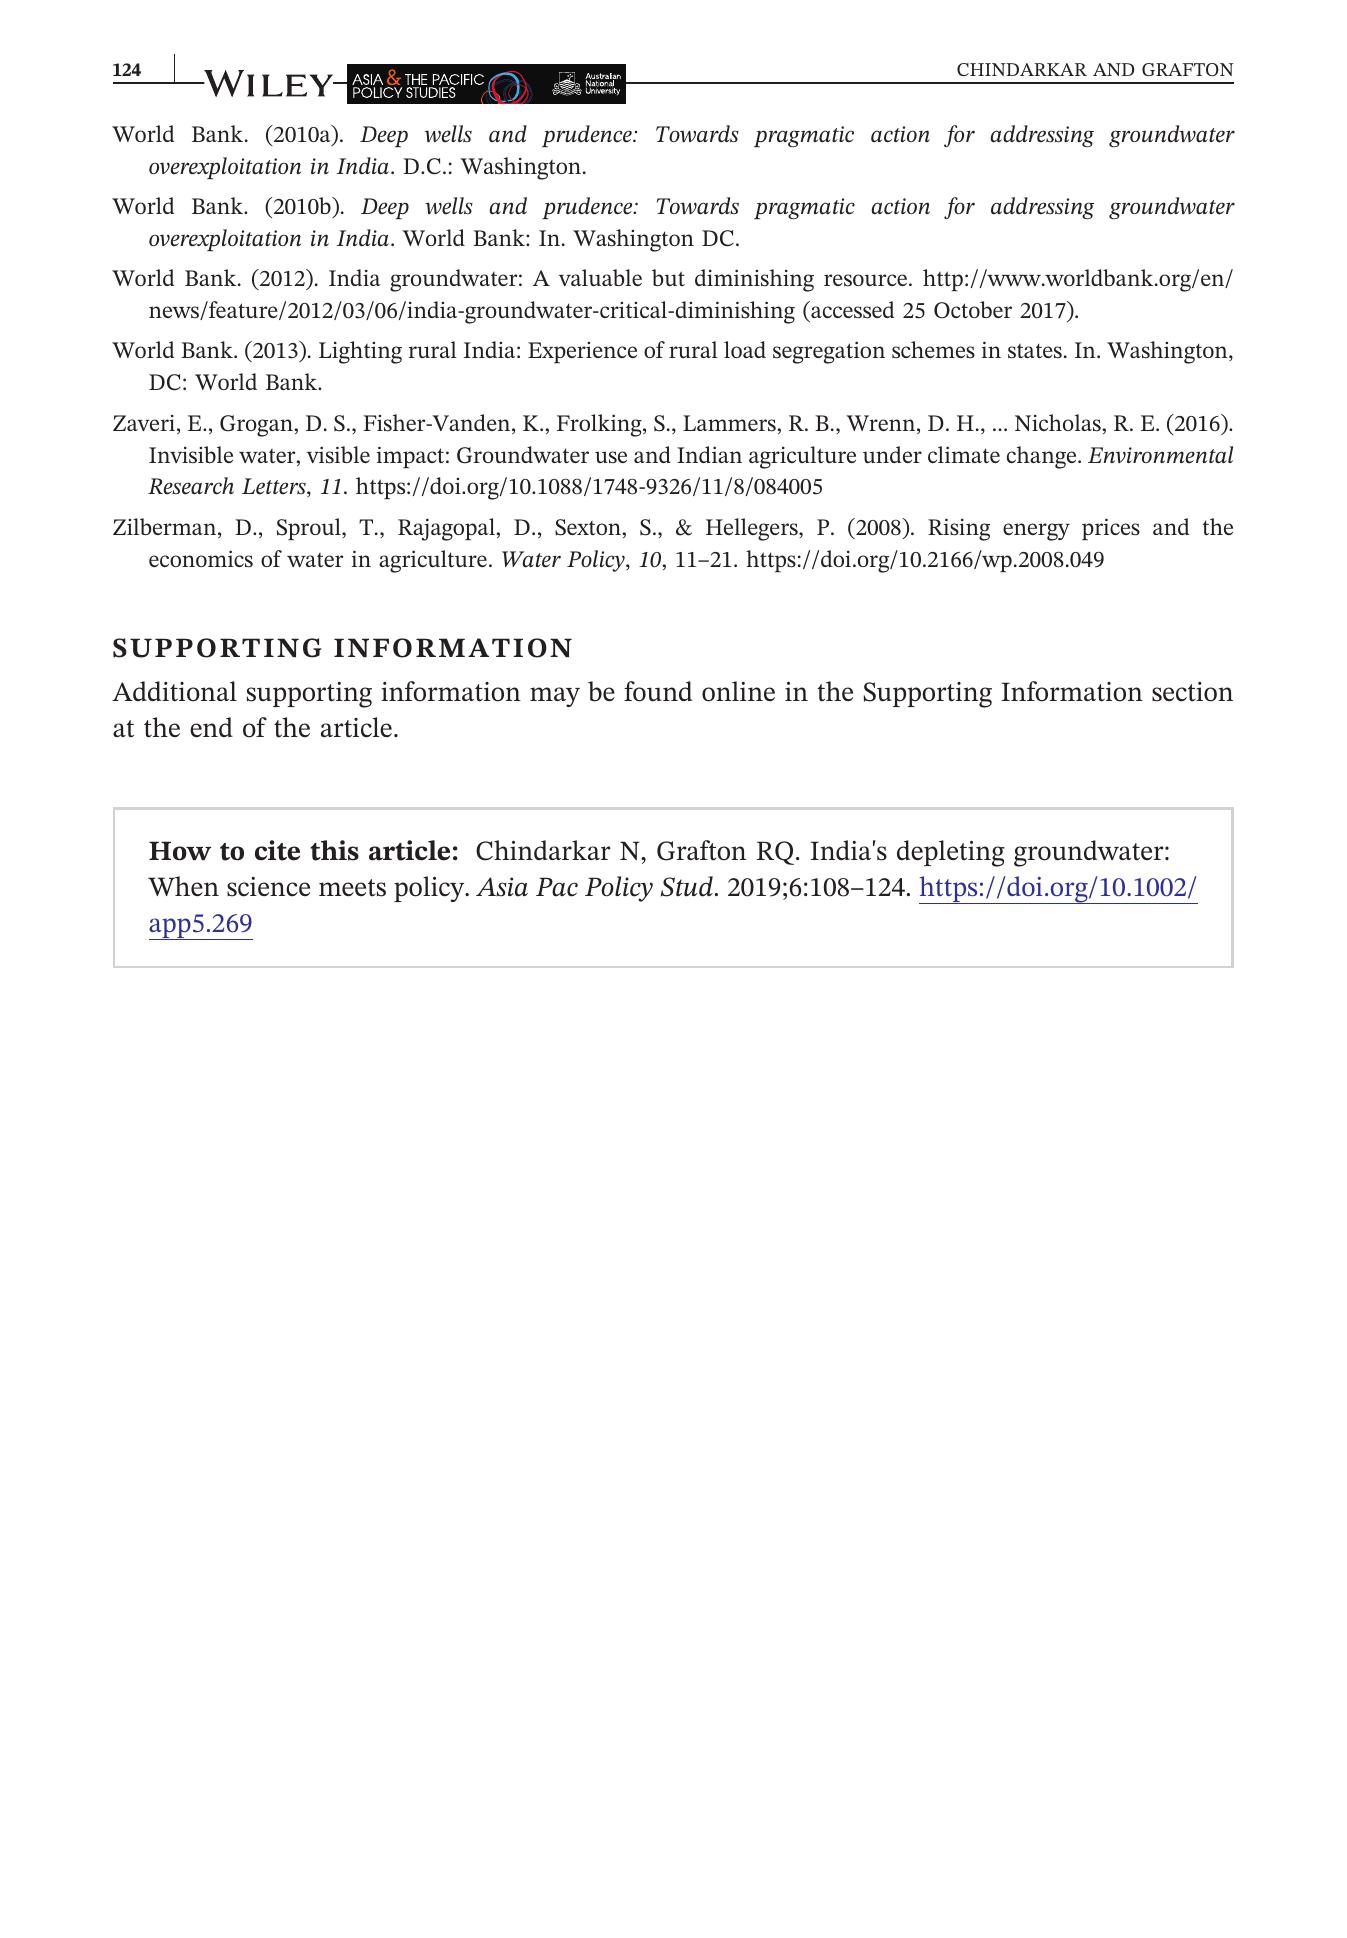 124
WILEY
ASIA & THE PACIFIC
POLICY STUDIES
Australian
National
University
CHINDARKAR AND GRAFTON
World Bank. (2010a). Deep wells and prudence: Towards pragmatic action for addressing groundwater
overexploitation in India. D.C.: Washington.
World Bank. (2010b). Deep wells and prudence: Towards pragmatic action for addressing groundwater
overexploitation in India. World Bank: In. Washington DC.
World Bank. (2012). India groundwater: A valuable but diminishing resource. http://www.worldbank.org/en/
news/feature/2012/03/06/india-groundwater-critical-diminishing (accessed 25 October 2017).
World Bank. (2013). Lighting rural India: Experience of rural load segregation schemes in states. In. Washington,
DC: World Bank.
Zaveri, E., Grogan, D. S., Fisher-Vanden, K., Frolking, S., Lammers, R. B., Wrenn, D. H., ... Nicholas, R. E. (2016).
Invisible water, visible impact: Groundwater use and Indian agriculture under climate change. Environmental
Research Letters, 11. https://doi.org/10.1088/1748-9326/11/8/084005
Zilberman, D., Sproul, T., Rajagopal, D., Sexton, S., & Hellegers, P. (2008). Rising energy prices and the
economics of water in agriculture. Water Policy, 10, 11–21. https://doi.org/10.2166/wp.2008.049
SUPPORTING INFORMATION
Additional supporting information may be found online in the Supporting Information section
at the end of the article.
How to cite this article: Chindarkar N, Grafton RQ. India's depleting groundwater:
When science meets policy. Asia Pac Policy Stud. 2019;6:108–124. https://doi.org/10.1002/
app5.269